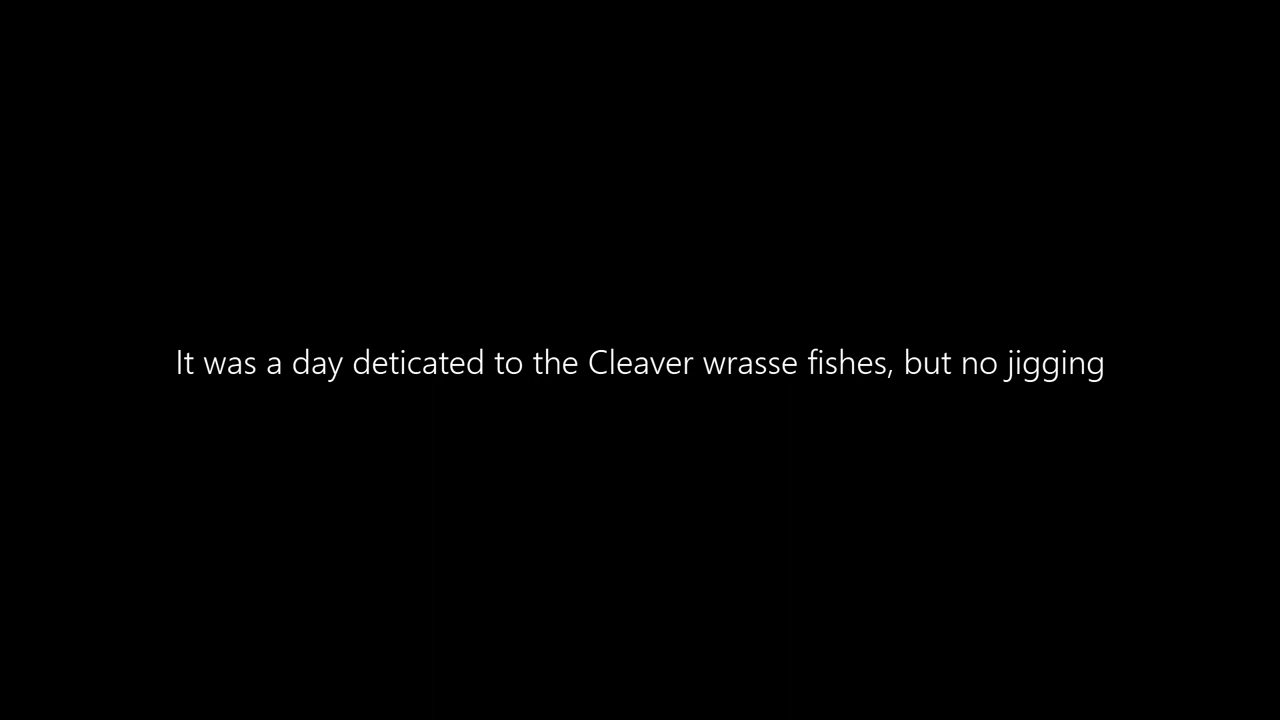 It was a day deticated to the Cleaver wrasse fishes, but no jigging